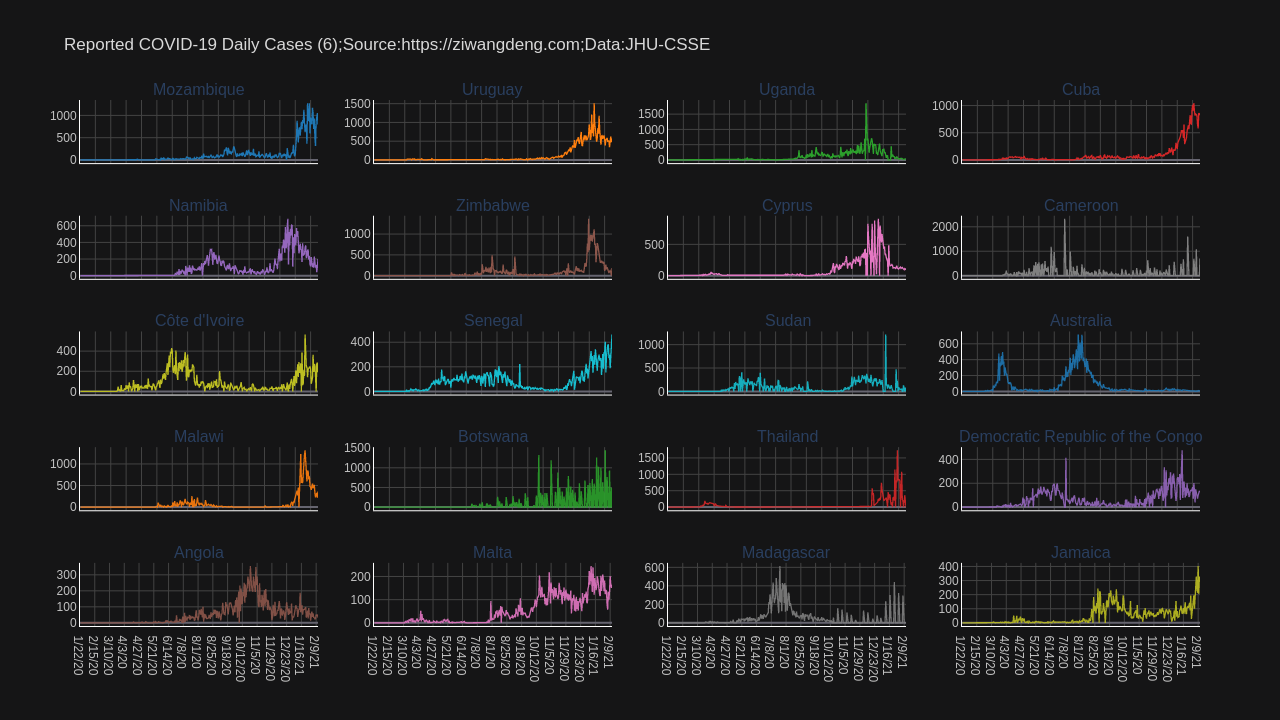 Reported COVID-19 Daily Cases (6);Source:https://ziwangdeng.com;Data:JHU-CSSE
Mozambique Uruguay Uganda Cuba
1000 500 0
1500 1000 500 0
1500 1000 500 0
1000 500 0
Namibia Zimbabwe Cyprus Cameroon
600 400 200 0
1000 500 0
500 0
2000 1000 0
Côte d'Ivoire Senegal Sudan Australia
400 200 0
400 200 0
1000 500 0
600 400 200 0
Malawi Botswana Thailand Democratic Republic of the Congo
1000 500 0
1500 1000 500 0
1500 1000 500 0
400 200 0
Angola Malta Madagascar Jamaica
300 200 100 0
200 100 0
600 400 200 0
400 300 200 100 0
1/22/20 2/15/20 3/10/20 4/3/20 4/27/20 5/21/20 6/14/20 7/8/20 8/1/20 8/25/20 9/18/20 10/12/20 11/5/20 11/29/20 12/23/20 1/16/21 2/9/21
1/22/20 2/15/20 3/10/20 4/3/20 4/27/20 5/21/20 6/14/20 7/8/20 8/1/20 8/25/20 9/18/20 10/12/20 11/5/20 11/29/20 12/23/20 1/16/21 2/9/21
1/22/20 2/15/20 3/10/20 4/3/20 4/27/20 5/21/20 6/14/20 7/8/20 8/1/20 8/25/20 9/18/20 10/12/20 11/5/20 11/29/20 12/23/20 1/16/21 2/9/21
1/22/20 2/15/20 3/10/20 4/3/20 4/27/20 5/21/20 6/14/20 7/8/20 8/1/20 8/25/20 9/18/20 10/12/20 11/5/20 11/29/20 12/23/20 1/16/21 2/9/21